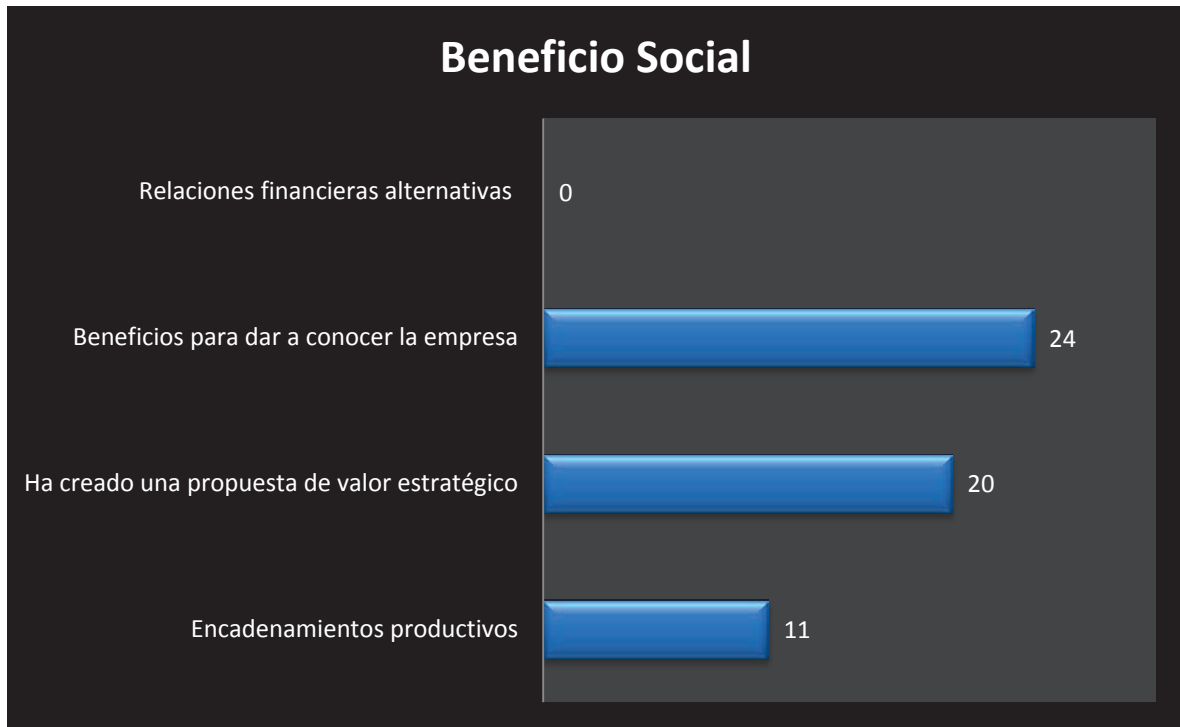 Beneficio Social
Relaciones financieras alternativas
0
Beneficios para dar a conocer la empresa
24
Ha creado una propuesta de valor estratégico
20
Encadenamientos productivos
11